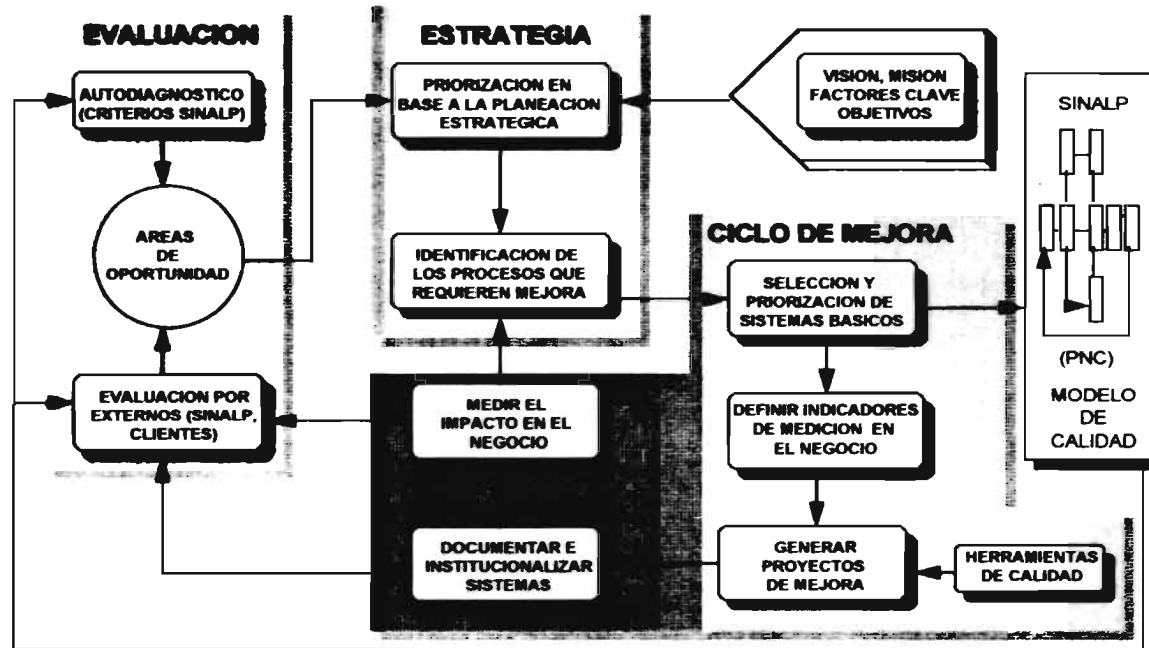 EVALUACION
AUTODIAGNOSTICO
(CRITERIOS SINALP)
AREAS
DE
OPORTUNIDAD
EVALUACION POR
EXTERNOS (SINALP,
CLIENTES)
ESTRATEGIA
PRIORIZACION EN
BASE A LA PLANEACION
ESTRATEGICA
IDENTIFICACION DE
LOS PROCESOS QUE
REQUIEREN MEJORA
MEDIR EL
IMPACTO EN EL
NEGOCIO
DOCUMENTAR E
INSTITUCIONALIZAR
SISTEMAS
VISION, MISION
FACTORES CLAVE
OBJETIVOS
CICLO DE MEJORA
SELECCION Y
PRIORIZACION DE
SISTEMAS BASICOS
DEFINIR INDICADORES
DE MEDICION EN
EL NEGOCIO
GENERAR
PROYECTOS
DE MEJORA
HERRAMIENTAS
DE CALIDAD
SINALP
(PNC)
MODELO
DE
CALIDAD